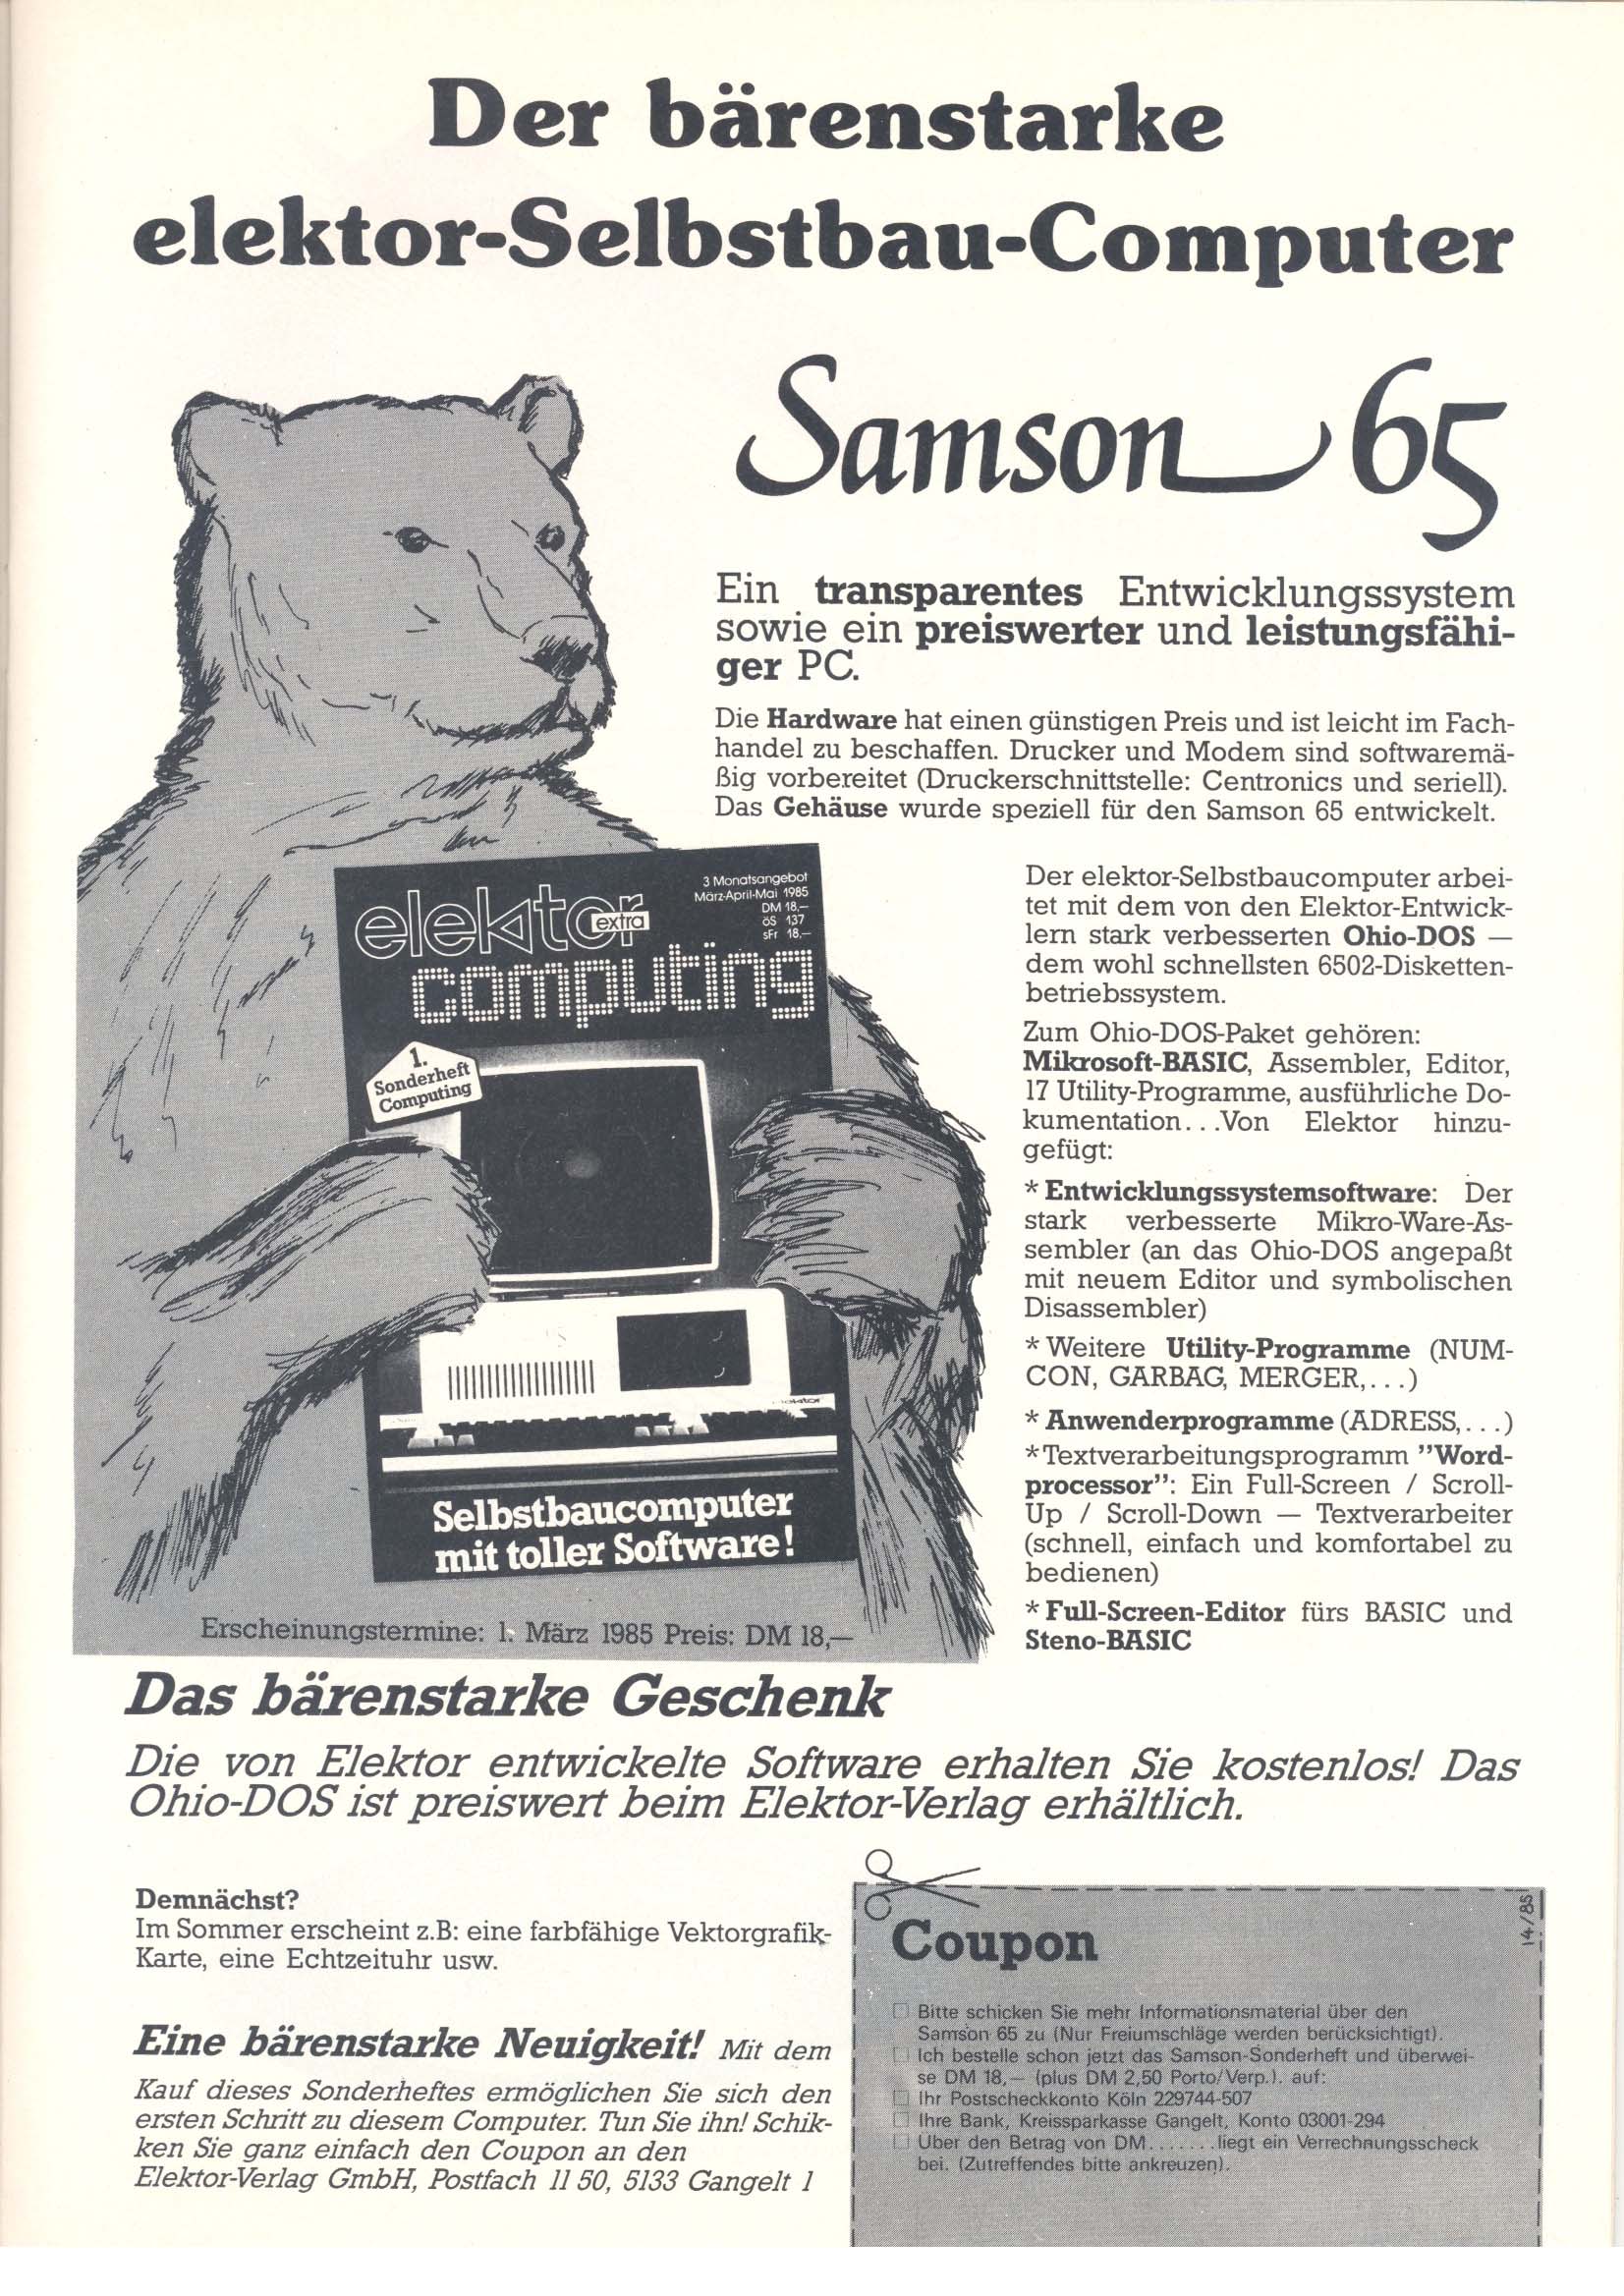 Der bärenstarke
elektor-Selbstbau-Computer
Samson 65
Ein transparentes Entwicklungssystem
sowie ein preiswerter und leistungsfähi-
ger PC.
Die Hardware hat einen günstigen Preis und ist leicht im Fach-
handel zu beschaffen. Drucker und Modem sind softwaremä-
ßig vorbereitet (Druckerschnittstelle: Centronics und seriell).
Das Gehäuse wurde speziell für den Samson 65 entwickelt.
3 Monatsangebot
März-April-Mai 1985
DM 18,—
öS 137
sFr 18,—
elektor
extra
computing
1.
Sonderheft
Computing
elektor
Selbstbaucomputer
mit toller Software!
Erscheinungstermine: 1. März 1985 Preis: DM 18,—
Der elektor-Selbstbaucomputer arbei-
tet mit dem von den Elektor-Entwick-
lern stark verbesserten Ohio-DOS —
dem wohl schnellsten 6502-Disketten-
betriebssystem.
Zum Ohio-DOS-Paket gehören:
Mikrosoft-BASIC, Assembler, Editor,
17 Utility-Programme, ausführliche Do-
kumentation...Von Elektor hinzu-
gefügt:
* Entwicklungssystemsoftware: Der
stark verbesserte Mikro-Ware-As-
sembler (an das Ohio-DOS angepaßt
mit neuem Editor und symbolischen
Disassembler)
* Weitere Utility-Programme (NUM-
CON, GARBAG, MERGER,...)
* Anwenderprogramme (ADRESS,...)
*Textverarbeitungsprogramm "Word-
processor": Ein Full-Screen / Scroll-
Up / Scroll-Down — Textverarbeiter
(schnell, einfach und komfortabel zu
bedienen)
* Full-Screen-Editor fürs BASIC und
Steno-BASIC
Das bärenstarke Geschenk
Die von Elektor entwickelte Software erhalten Sie kostenlos! Das
Ohio-DOS ist preiswert beim Elektor-Verlag erhältlich.
Demnächst?
Im Sommer erscheint z.B: eine farbfähige Vektorgrafik-
Karte, eine Echtzeituhr usw.
Eine bärenstarke Neuigkeit! Mit dem
Kauf dieses Sonderheftes ermöglichen Sie sich den
ersten Schritt zu diesem Computer. Tun Sie ihn! Schik-
ken Sie ganz einfach den Coupon an den
Elektor-Verlag GmbH, Postfach 11 50, 5133 Gangelt 1
14/85
Coupon
☐ Bitte schicken Sie mehr Informationsmaterial über den
Samson 65 zu (Nur Freiumschläge werden berücksichtigt).
☐ Ich bestelle schon jetzt das Samson-Sonderheft und überwei-
se DM 18,— (plus DM 2,50 Porto/Verp.). auf:
☐ Ihr Postscheckkonto Köln 229744-507
☐ Ihre Bank, Kreissparkasse Gangelt, Konto 03001-294
☐ Über den Betrag von DM.......liegt ein Verrechnungsscheck
bei. (Zutreffendes bitte ankreuzen).